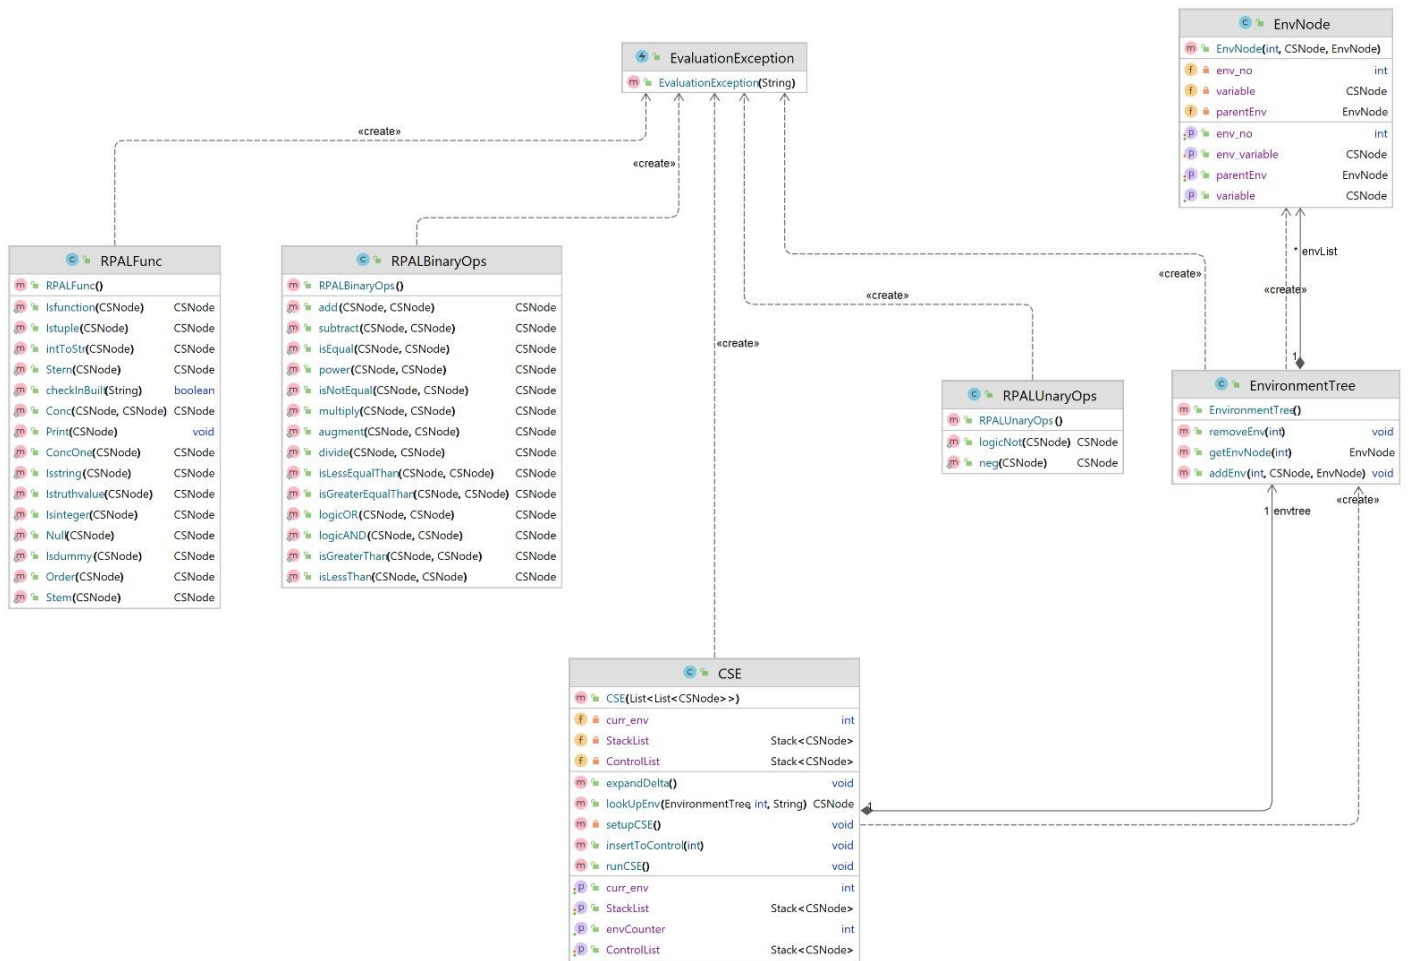 EvaluationException
EvaluationException(String)
EnvNode
EnvNode(int, CSNode, EnvNode)
env_no int
variable CSNode
parentEnv EnvNode
env_no int
env_variable CSNode
parentEnv EnvNode
variable CSNode
«create»
«create»
«create»
«create»
«create»
«create»
* envList
1
RPALFunc
RPALFunc()
Isfunction(CSNode) CSNode
Istuple(CSNode) CSNode
intToStr(CSNode) CSNode
Stern(CSNode) CSNode
checkInBuilt(String) boolean
Conc(CSNode, CSNode) CSNode
Print(CSNode) void
ConcOne(CSNode) CSNode
Isstring(CSNode) CSNode
Istruthvalue(CSNode) CSNode
Isinteger(CSNode) CSNode
Null(CSNode) CSNode
Isdummy(CSNode) CSNode
Order(CSNode) CSNode
Stem(CSNode) CSNode
RPALBinaryOps
RPALBinaryOps()
add(CSNode, CSNode) CSNode
subtract(CSNode, CSNode) CSNode
isEqual(CSNode, CSNode) CSNode
power(CSNode, CSNode) CSNode
isNotEqual(CSNode, CSNode) CSNode
multiply(CSNode, CSNode) CSNode
augment(CSNode, CSNode) CSNode
divide(CSNode, CSNode) CSNode
isLessEqualThan(CSNode, CSNode) CSNode
isGreaterEqualThan(CSNode, CSNode) CSNode
logicOR(CSNode, CSNode) CSNode
logicAND(CSNode, CSNode) CSNode
isGreaterThan(CSNode, CSNode) CSNode
isLessThan(CSNode, CSNode) CSNode
RPALUnaryOps
RPALUnaryOps()
logicNot(CSNode) CSNode
neg(CSNode) CSNode
EnvironmentTree
EnvironmentTree()
removeEnv(int) void
getEnvNode(int) EnvNode
addEnv(int, CSNode, EnvNode) void
«create»
1 envtree
CSE
CSE(List<List<CSNode>>)
curr_env int
StackList Stack<CSNode>
ControlList Stack<CSNode>
expandDelta() void
lookUpEnv(EnvironmentTree, int, String) CSNode
setupCSE() void
insertToControl(int) void
runCSE() void
curr_env int
StackList Stack<CSNode>
envCounter int
ControlList Stack<CSNode>
1